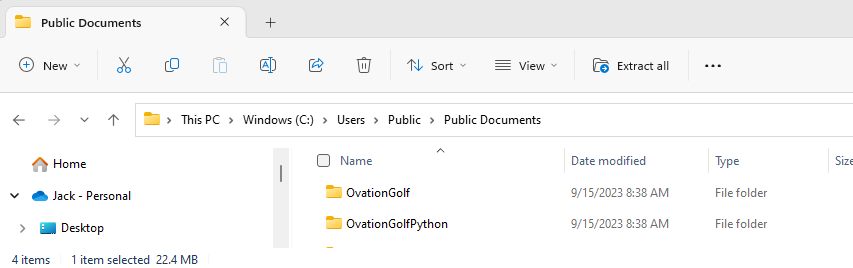 Public Documents
New
Sort
View
Extract all
This PC
Windows (C:)
Users
Public
Public Documents
Home
Name
Date modified
Type
Size
Jack - Personal
OvationGolf
9/15/2023 8:38 AM
File folder
Desktop
OvationGolfPython
9/15/2023 8:38 AM
File folder
4 items
1 item selected 22.4 MB